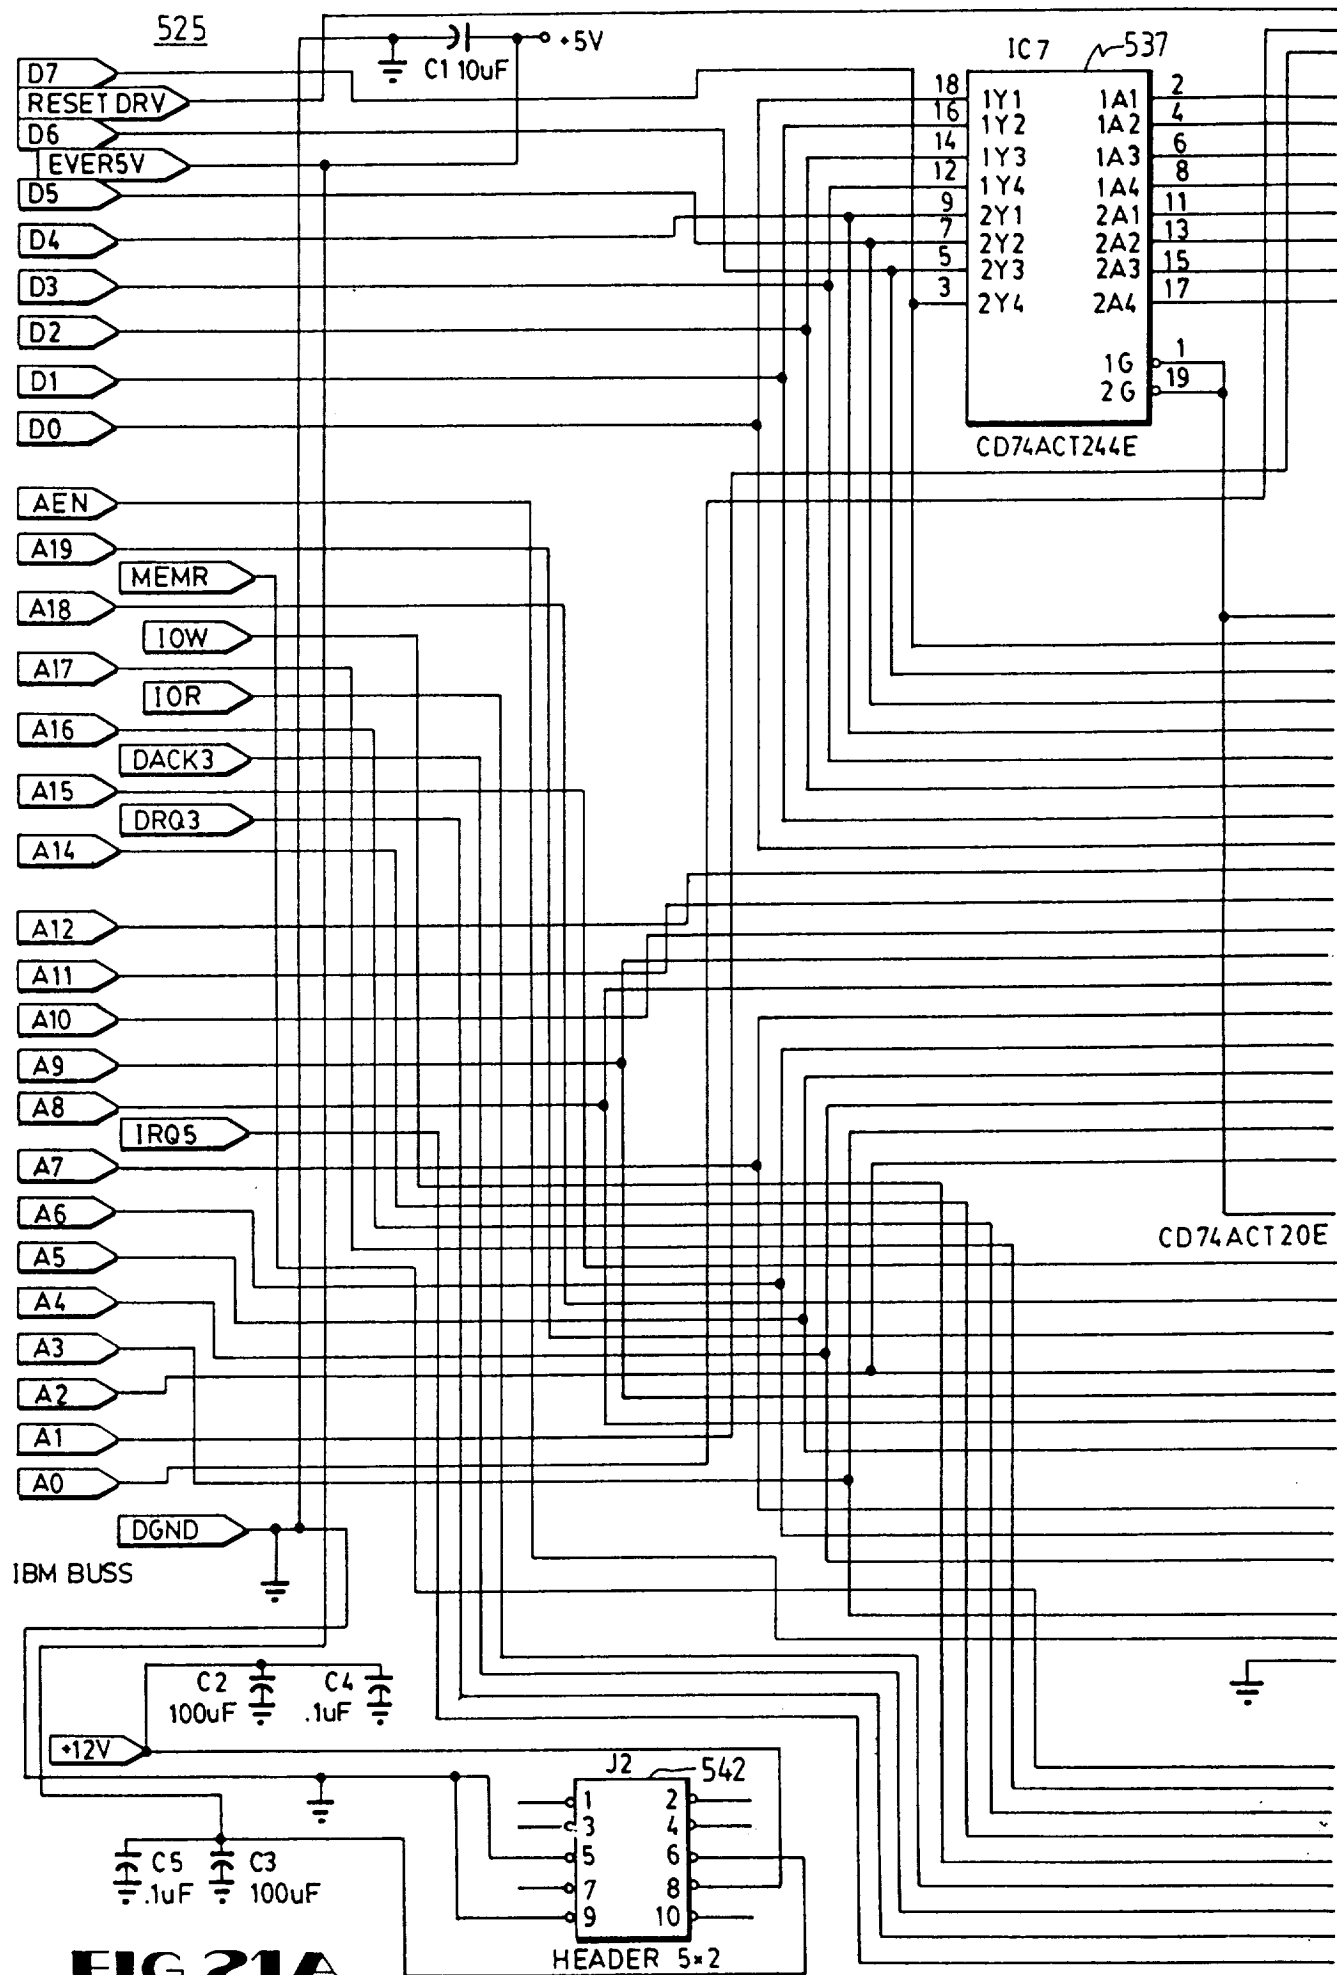 525
C1 10uF
+5V
IC7
537
D7
RESET DRV
D6
EVER5V
D5
D4
D3
D2
D1
D0
18 1Y1 1A1 2
16 1Y2 1A2 4
14 1Y3 1A3 6
12 1Y4 1A4 8
9 2Y1 2A1 11
7 2Y2 2A2 13
5 2Y3 2A3 15
3 2Y4 2A4 17
1G 1
2G 19
CD74ACT244E
AEN
A19
MEMR
A18
IOW
A17
IOR
A16
DACK3
A15
DRQ3
A14
A12
A11
A10
A9
A8
IRQ5
A7
A6
CD74ACT20E
A5
A4
A3
A2
A1
A0
DGND
IBM BUSS
C2
100uF
C4
.1uF
+12V
J2
542
1 2
3 4
5 6
7 8
9 10
C5
.1uF
C3
100uF
HEADER 5×2
FIG 21A